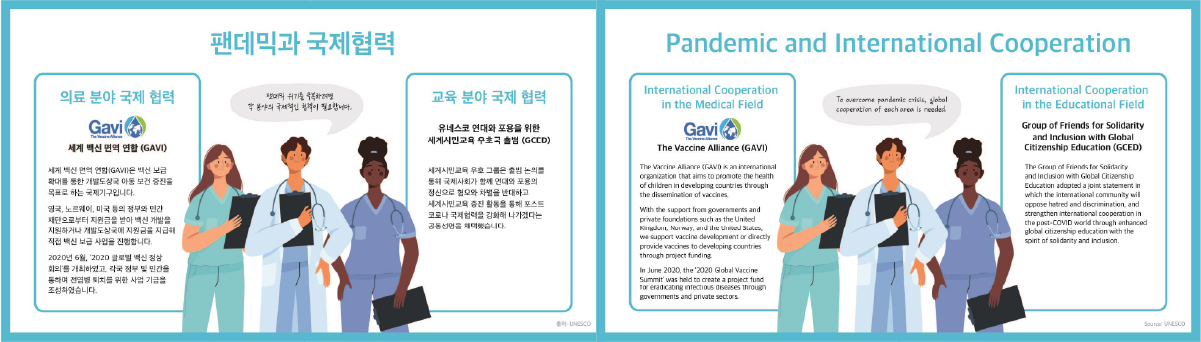 팬데믹과 국제협력
의료 분야 국제 협력
Gavi
The Vaccine Alliance
세계 백신 면역 연합 (GAVI)
세계 백신 면역 연합(GAVI)은 백신 보급
확대를 통한 개발도상국 아동 보건 증진을
목표로 하는 국제기구입니다.
영국, 노르웨이, 미국 등의 정부와 민간
재단으로부터 지원금을 받아 백신 개발을
지원하거나 개발도상국에 지원금을 지급해
직접 백신 보급 사업을 진행합니다.
2020년 6월, '2020 글로벌 백신 정상
회의'를 개최하였고, 각국 정부 및 민간을
통하여 전염병 퇴치를 위한 사업 기금을
조성하였습니다.
팬데믹 위기를 극복하려면
각 분야의 국제적인 협력이 필요합니다.
교육 분야 국제 협력
유네스코 연대와 포용을 위한
세계시민교육 우호국 출범 (GCED)
세계시민교육 우호 그룹은 출범 논의를
통해 국제사회가 함께 연대와 포용의
정신으로 혐오와 차별을 반대하고
세계시민교육 증진 활동을 통해 포스트
코로나 국제협력을 강화해 나가겠다는
공동선언을 채택했습니다.
출처: UNESCO
Pandemic and International Cooperation
International Cooperation
in the Medical Field
Gavi
The Vaccine Alliance
The Vaccine Alliance (GAVI)
The Vaccine Alliance (GAVI) is an international
organization that aims to promote the health
of children in developing countries through
the dissemination of vaccines.
With the support from governments and
private foundations such as the United
Kingdom, Norway, and the United States,
we support vaccine development or directly
provide vaccines to developing countries
through project funding.
In June 2020, the '2020 Global Vaccine
Summit' was held to create a project fund
for eradicating infectious diseases through
governments and private sectors.
To overcome pandemic crisis, global
cooperation of each area is needed.
International Cooperation
in the Educational Field
Group of Friends for Solidarity
and Inclusion with Global
Citizenship Education (GCED)
The Group of Friends for Solidarity
and Inclusion with Global Citizenship
Education adopted a joint statement in
which the international community will
oppose hatred and discrimination, and
strengthen international cooperation in
the post-COVID world through enhanced
global citizenship education with the
spirit of solidarity and inclusion.
Source: UNESCO